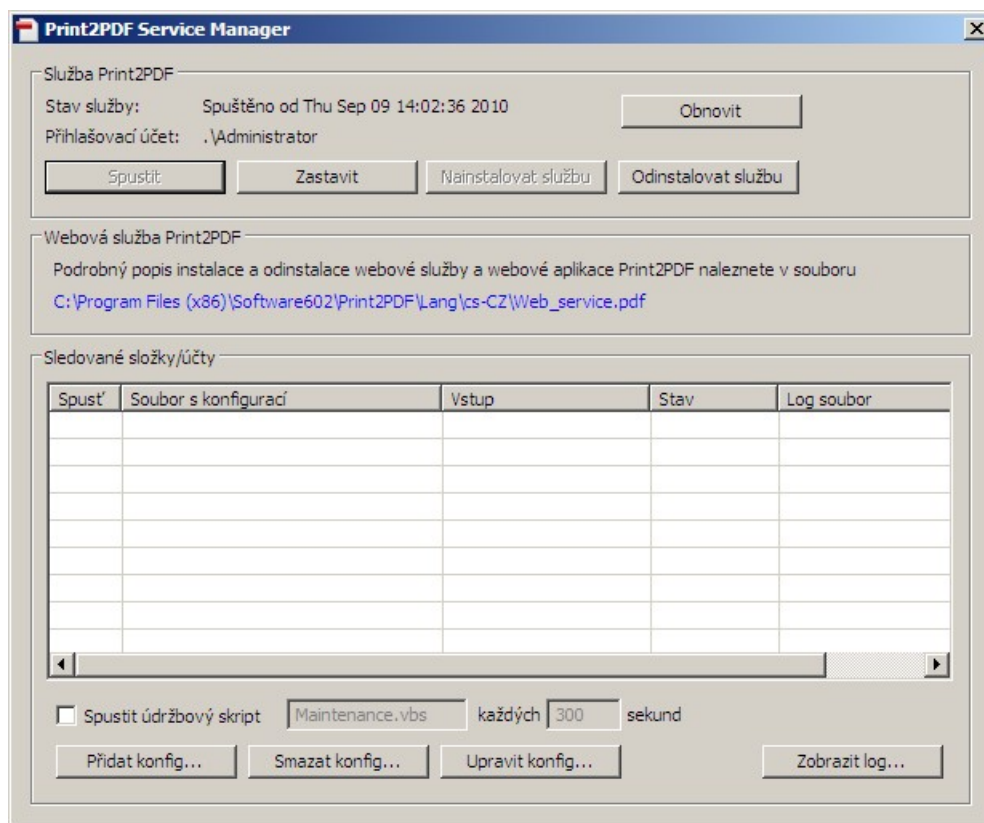 Print2PDF Service Manager
Služba Print2PDF
Stav služby: Spuštěno od Thu Sep 09 14:02:36 2010 Obnovit
Přihlašovací účet: .\Administrator
Spustit Zastavit Nainstalovat službu Odinstalovat službu
Webová služba Print2PDF
Podrobný popis instalace a odinstalace webové služby a webové aplikace Print2PDF naleznete v souboru
C:\Program Files (x86)\Software602\Print2PDF\Lang\cs-CZ\Web_service.pdf
Sledované složky/účty
Spusť Soubor s konfigurací Vstup Stav Log soubor
Spustit údržbový skript Maintenance.vbs každých 300 sekund
Přidat konfig... Smazat konfig... Upravit konfig... Zobrazit log...